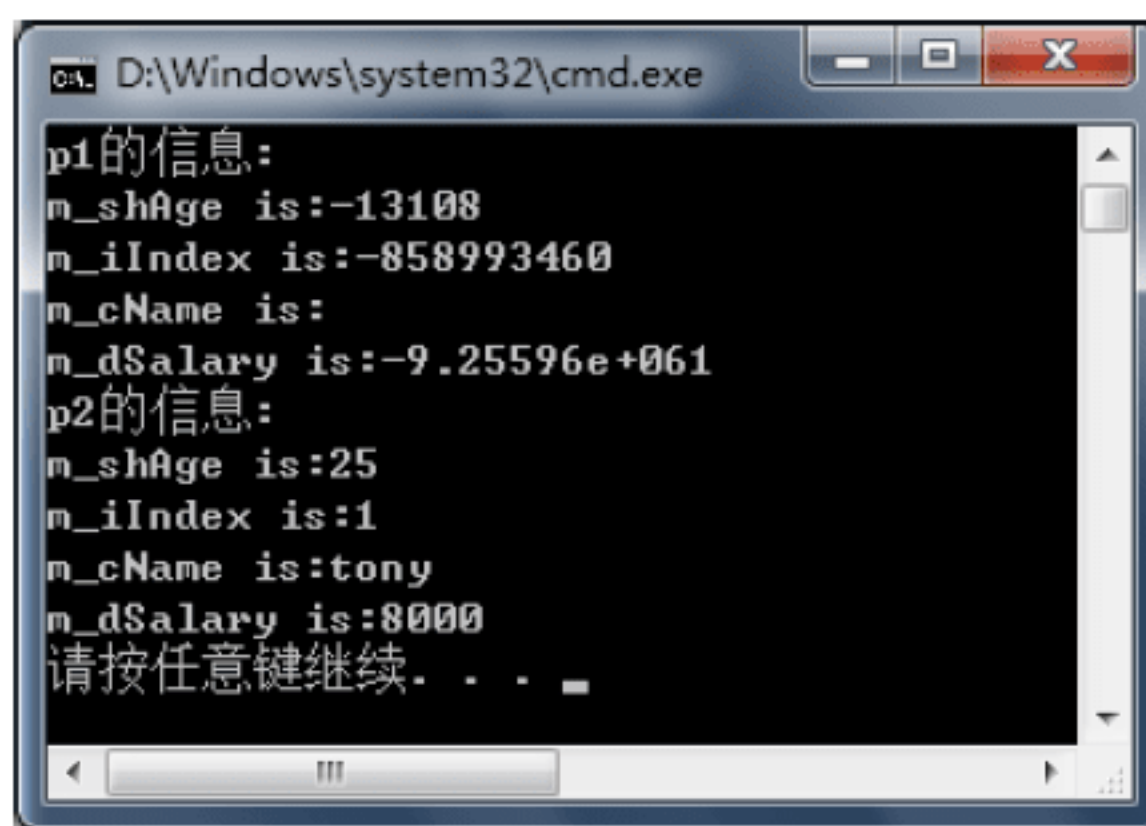 D:\Windows\system32\cmd.exe
p1的信息:
m_shAge is:-13108
m_iIndex is:-858993460
m_cName is:
m_dSalary is:-9.25596e+061
p2的信息:
m_shAge is:25
m_iIndex is:1
m_cName is:tony
m_dSalary is:8000
请按任意键继续. . .